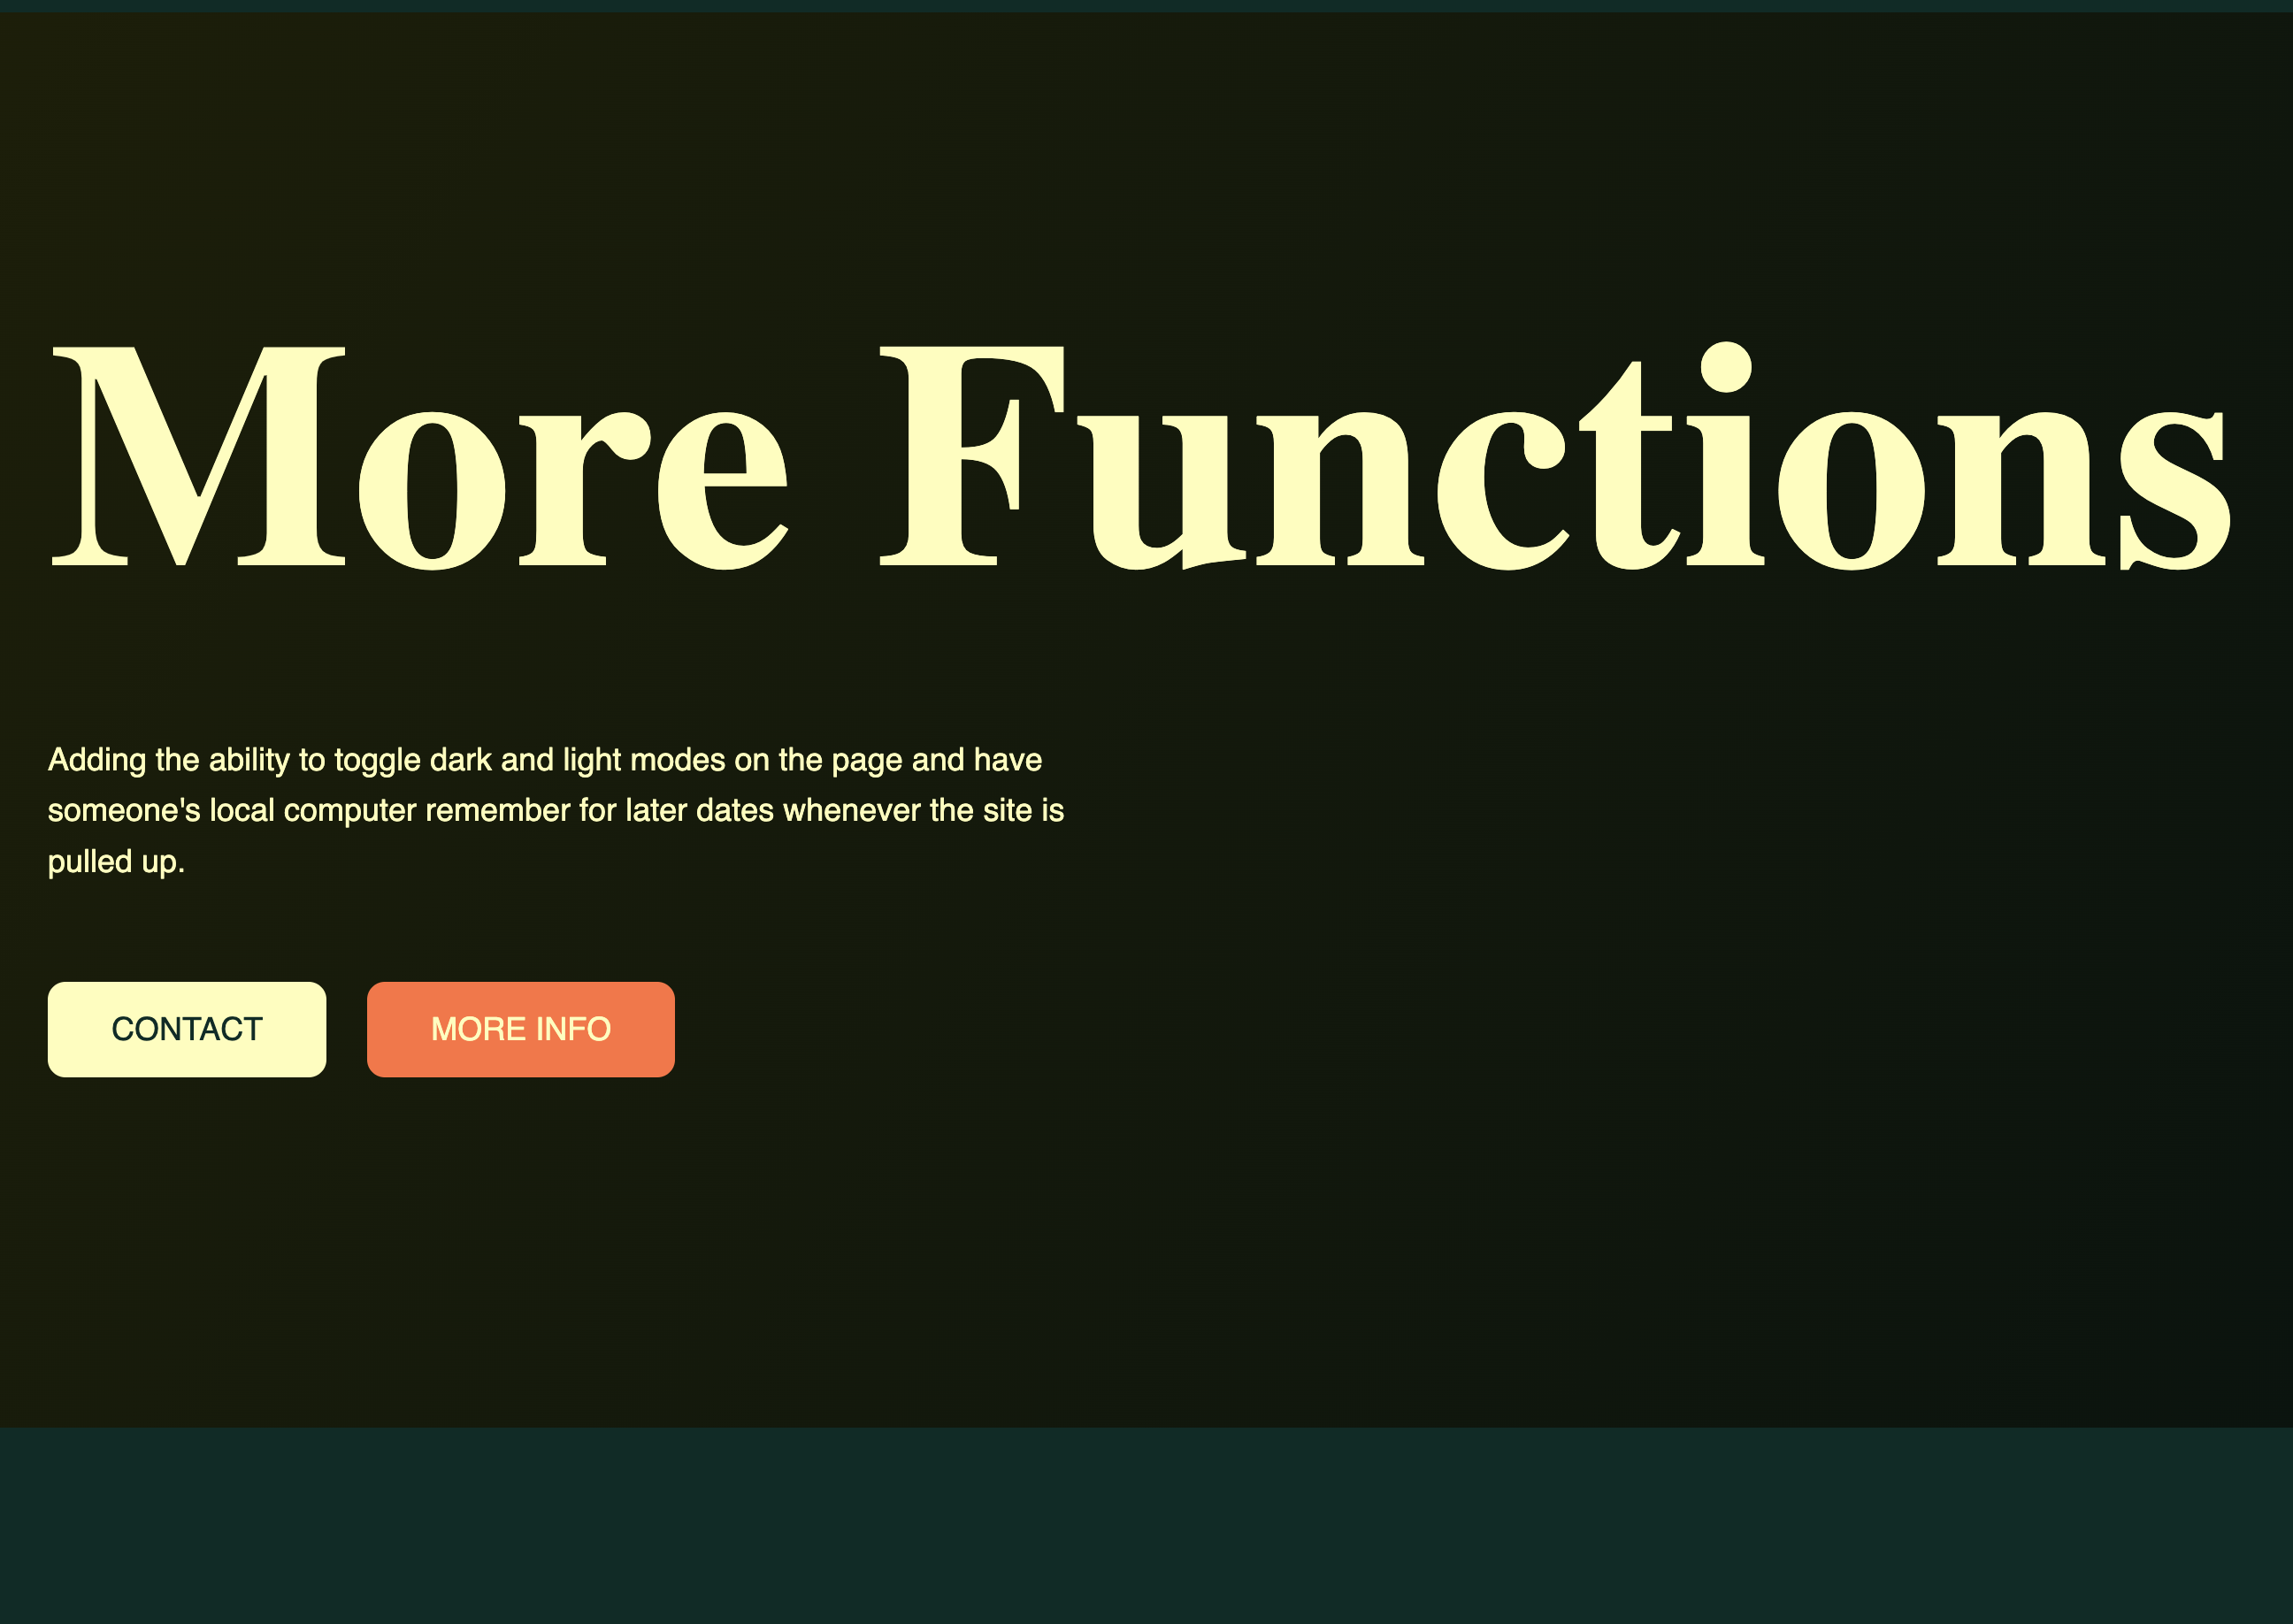 More Functions
Adding the ability to toggle dark and light modes on the page and have
someone's local computer remember for later dates whenever the site is
pulled up.
CONTACT
MORE INFO